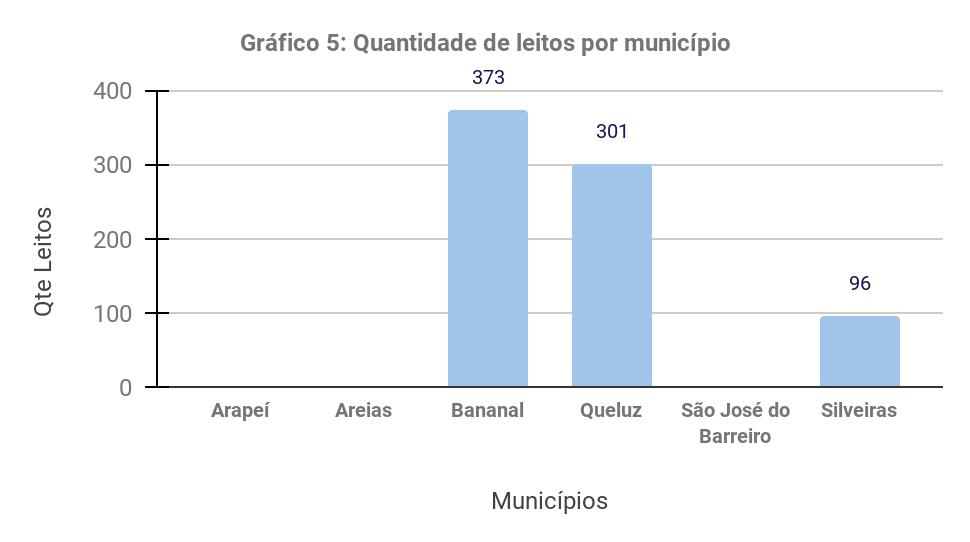 Gráfico 5: Quantidade de leitos por município
373
400
301
300
Qte Leitos
200
96
100
0
Arapeí
Areias
Bananal
Queluz
São José do
Barreiro
Silveiras
Municípios